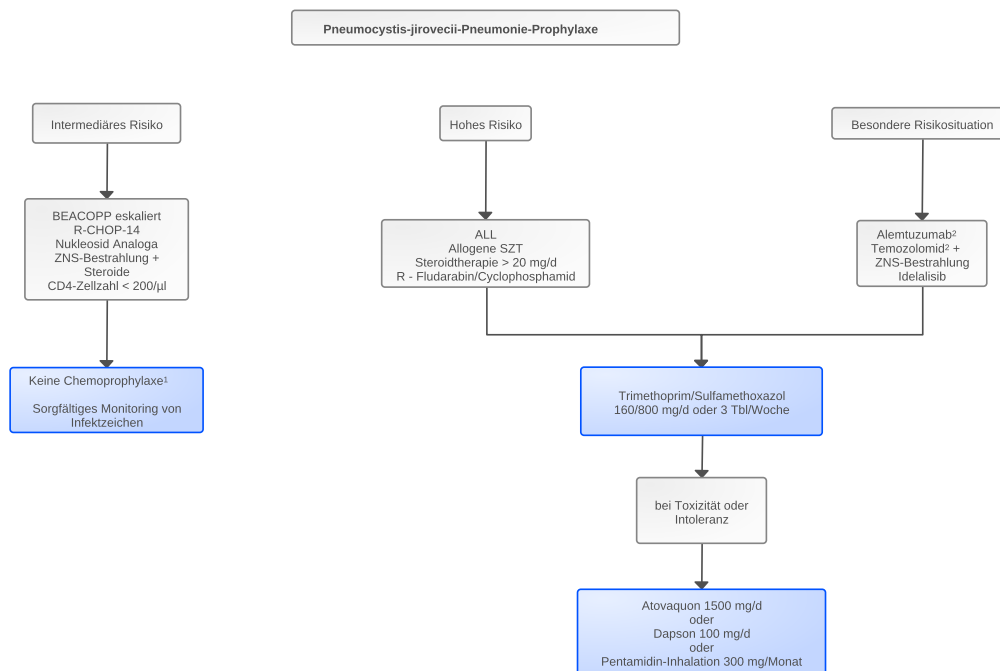 Pneumocystis-jirovecii-Pneumonie-Prophylaxe
Intermediäres Risiko
BEACOPP eskaliert
R-CHOP-14
Nukleosid Analoga
ZNS-Bestrahlung +
Steroide
CD4-Zellzahl < 200/µl
Keine Chemoprophylaxe¹
Sorgfältiges Monitoring von
Infektzeichen
Hohes Risiko
ALL
Allogene SZT
Steroidtherapie > 20 mg/d
R - Fludarabin/Cyclophosphamid
Besondere Risikosituation
Alemtuzumab²
Temozolomid² +
ZNS-Bestrahlung
Idelalisib
Trimethoprim/Sulfamethoxazol
160/800 mg/d oder 3 Tbl/Woche
bei Toxizität oder
Intoleranz
Atovaquon 1500 mg/d
oder
Dapson 100 mg/d
oder
Pentamidin-Inhalation 300 mg/Monat